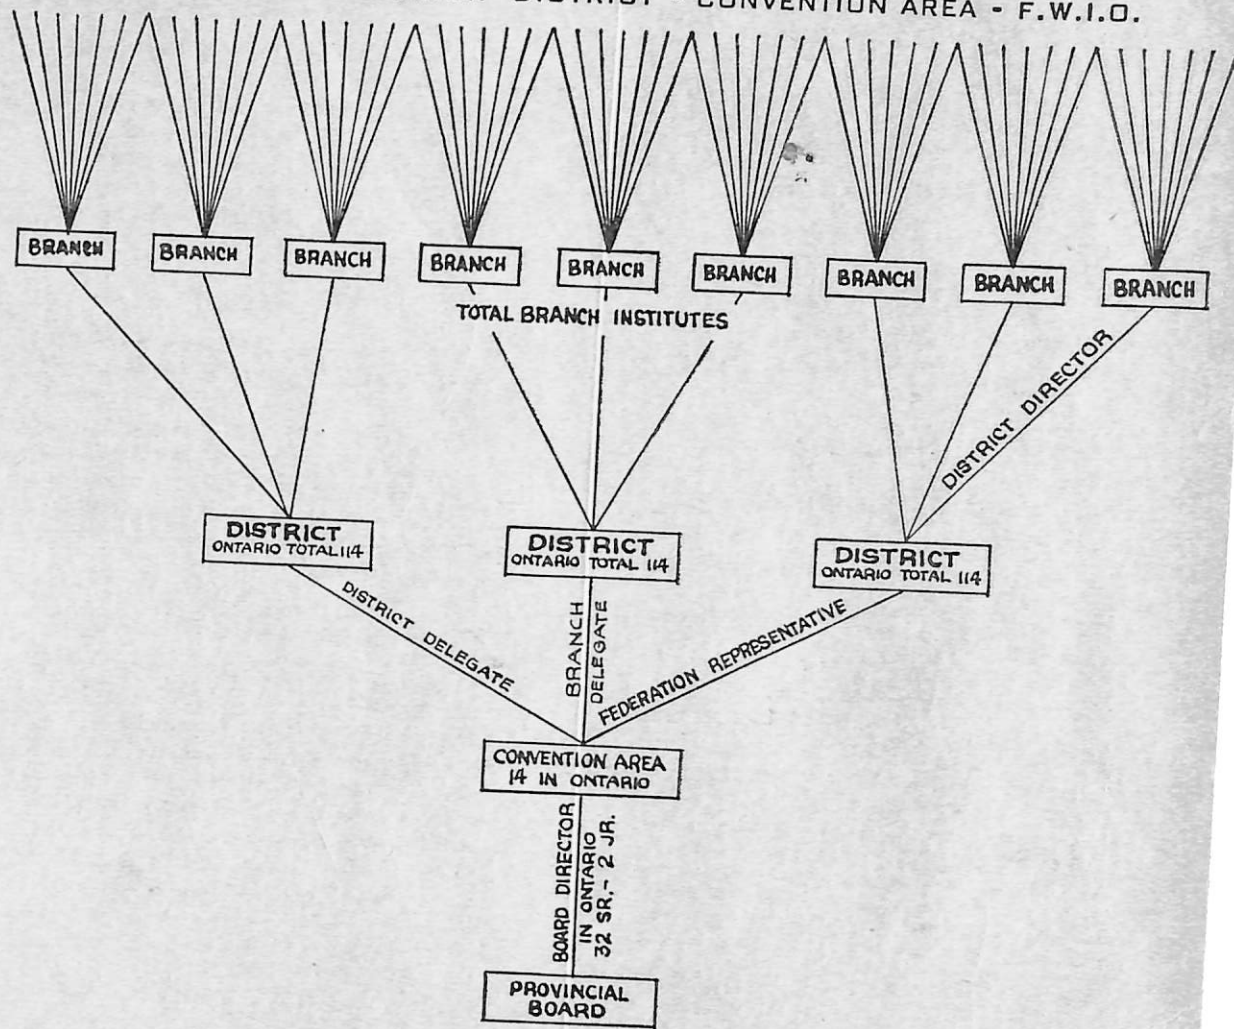 DISTRICT - CONVENTION AREA - F.W.I.O.
BRANCH BRANCH BRANCH BRANCH BRANCH BRANCH BRANCH BRANCH BRANCH
TOTAL BRANCH INSTITUTES
DISTRICT DIRECTOR
DISTRICT
ONTARIO TOTAL 114
DISTRICT
ONTARIO TOTAL 114
DISTRICT
ONTARIO TOTAL 114
DISTRICT DELEGATE
BRANCH
DELEGATE
FEDERATION REPRESENTATIVE
CONVENTION AREA
14 IN ONTARIO
BOARD DIRECTOR
IN ONTARIO
32 SR.- 2 JR.
PROVINCIAL
BOARD